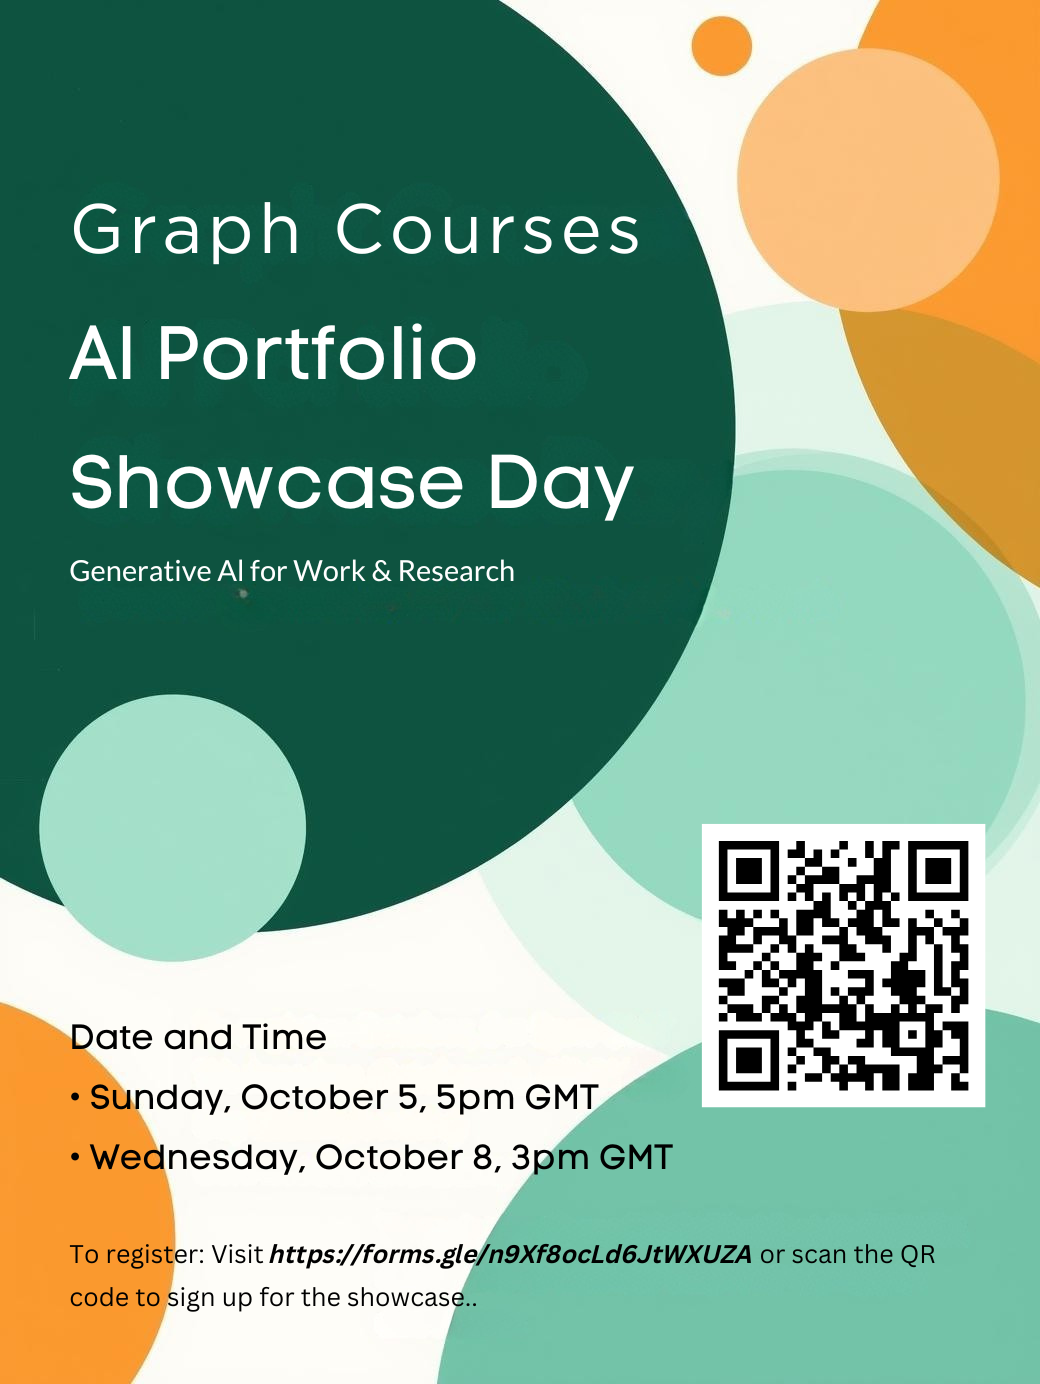 Graph Courses
AI Portfolio
Showcase Day
Generative AI for Work & Research
Date and Time
• Sunday, October 5, 5pm GMT
• Wednesday, October 8, 3pm GMT
To register: Visit https://forms.gle/n9Xf8ocLd6JtWXUZA or scan the QR
code to sign up for the showcase..